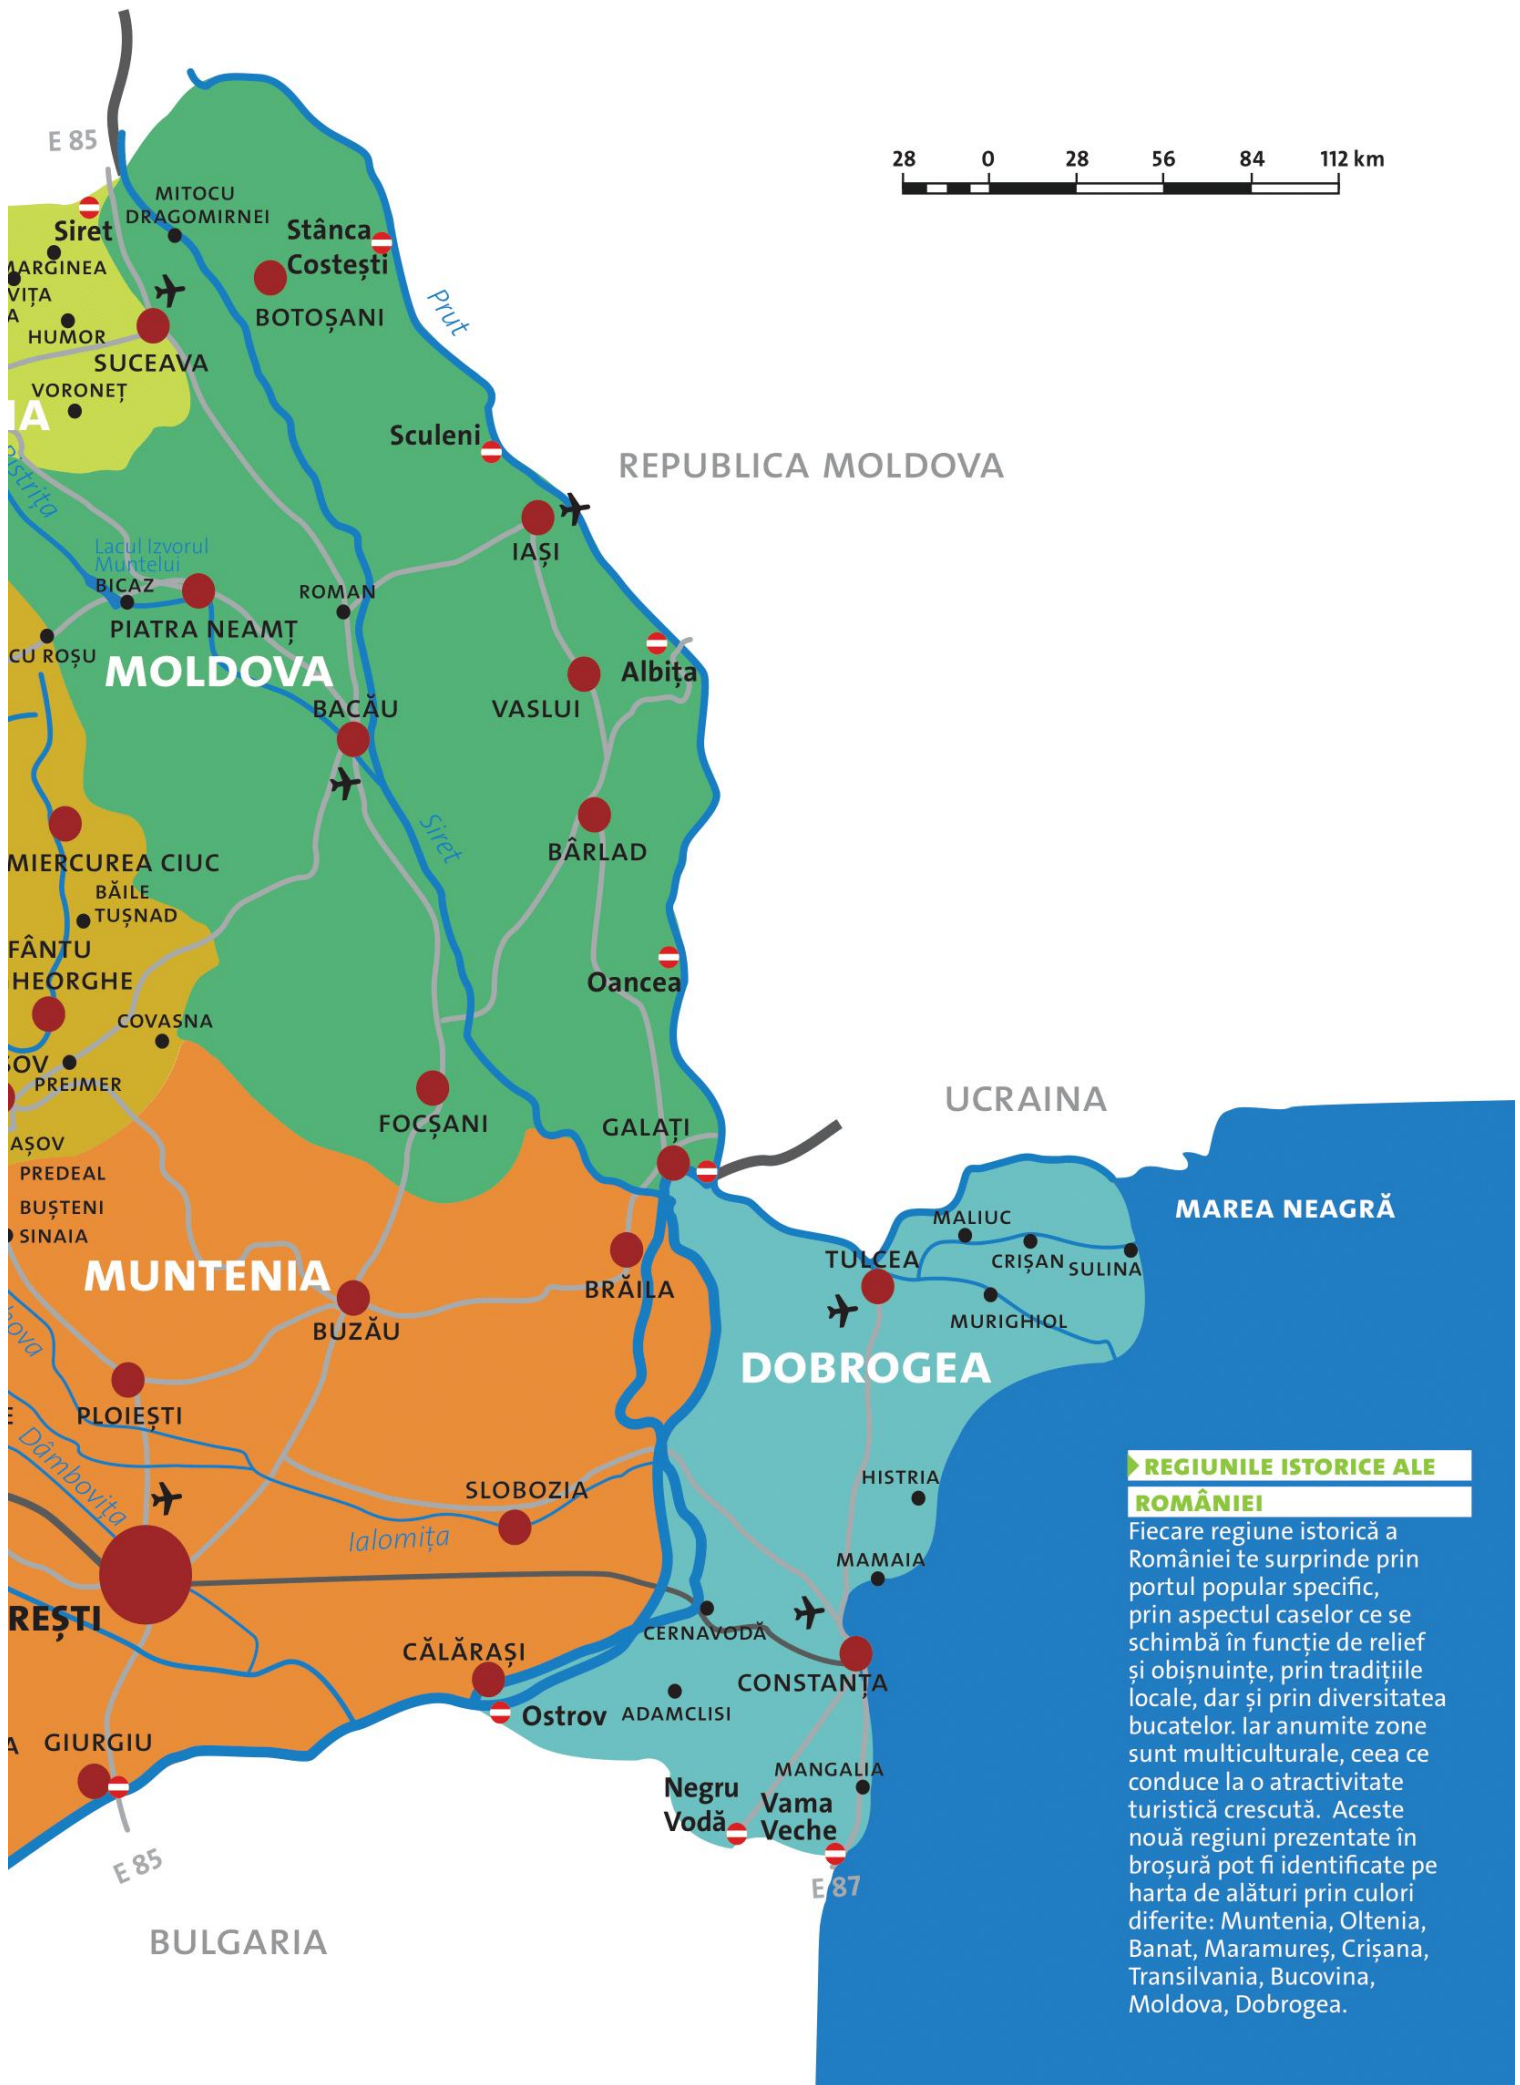 E 85
28 0 28 56 84 112 km
MITOCU
DRAGOMIRNEI
Siret
Stânca
Costești
MARGINEA
VIȚA
A
HUMOR
BOTOȘANI
Prut
SUCEAVA
VORONEȚ
IA
Sculeni
REPUBLICA MOLDOVA
istrița
IAȘI
Lacul Izvorul
Muntelui
BICAZ
ROMAN
PIATRA NEAMȚ
CU ROȘU
MOLDOVA
Albița
BACĂU
VASLUI
Siret
BÂRLAD
MIERCUREA CIUC
BĂILE
TUȘNAD
FÂNTU
HEORGHE
Oancea
COVASNA
ȘOV
PREJMER
UCRAINA
FOCȘANI
GALAȚI
AȘOV
PREDEAL
BUȘTENI
SINAIA
MAREA NEAGRĂ
MALIUC
CRIȘAN
SULINA
TULCEA
MUNTENIA
BRĂILA
MURIGHIOL
BUZĂU
hova
DOBROGEA
E
PLOIEȘTI
Dâmbovița
HISTRIA
SLOBOZIA
Ialomița
MAMAIA
REȘTI
CERNAVODĂ
CĂLĂRAȘI
CONSTANȚA
Ostrov
ADAMCLISI
A
GIURGIU
MANGALIA
Negru
Vodă
Vama
Veche
E 85
E 87
BULGARIA
REGIUNILE ISTORICE ALE
ROMÂNIEI
Fiecare regiune istorică a
României te surprinde prin
portul popular specific,
prin aspectul caselor ce se
schimbă în funcție de relief
și obișnuințe, prin tradițiile
locale, dar și prin diversitatea
bucatelor. Iar anumite zone
sunt multiculturale, ceea ce
conduce la o atractivitate
turistică crescută. Aceste
nouă regiuni prezentate în
broșură pot fi identificate pe
harta de alături prin culori
diferite: Muntenia, Oltenia,
Banat, Maramureș, Crișana,
Transilvania, Bucovina,
Moldova, Dobrogea.